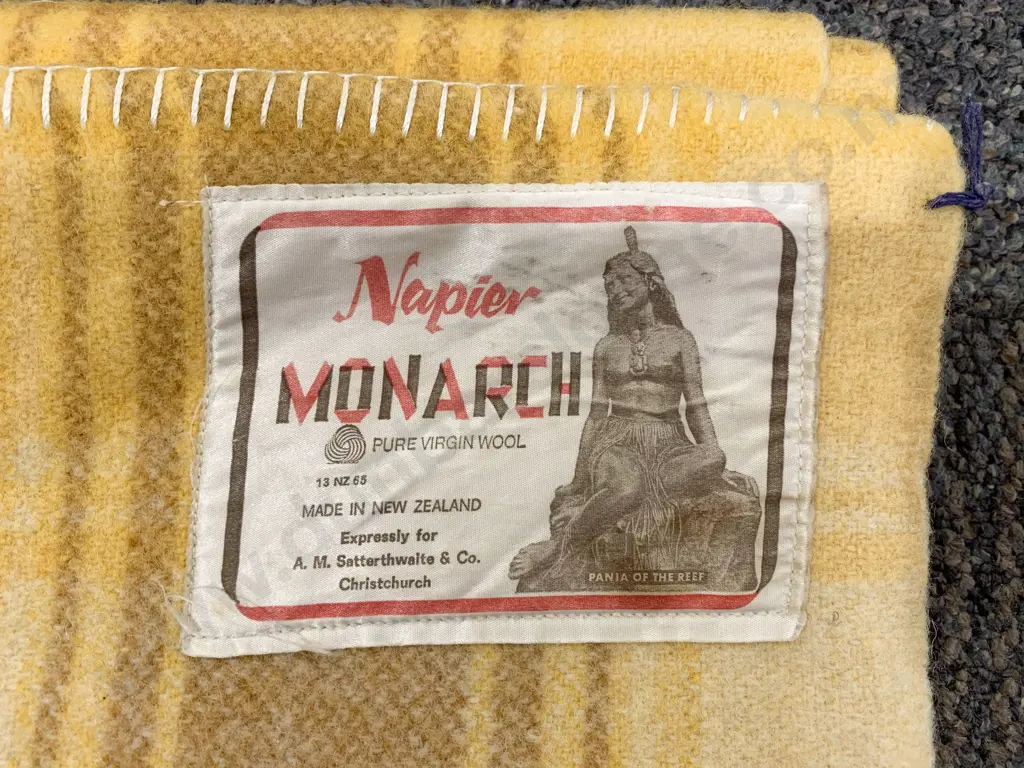 Napier
MONARCH
PURE VIRGIN WOOL
13 NZ 65
MADE IN NEW ZEALAND
Expressly for
A. M. Satterthwaite & Co.
Christchurch
PANIA OF THE REEF